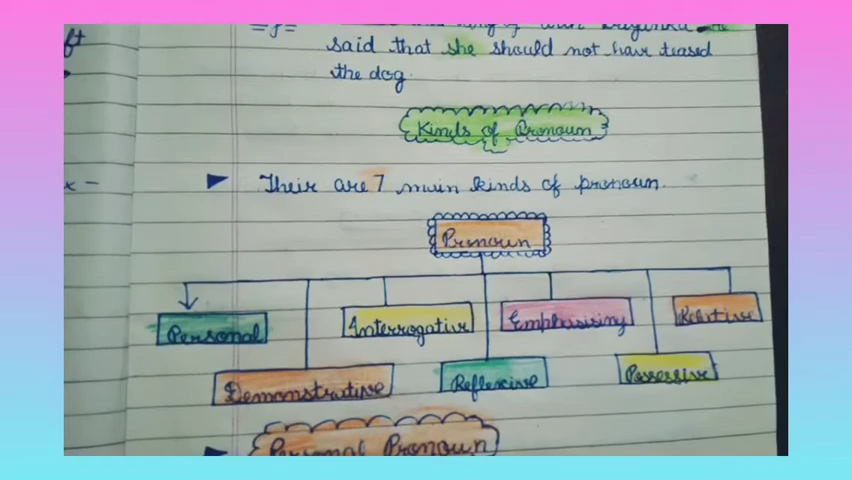 said that she should not have teased
the dog.
Kinds of Pronoun
Their are 7 main kinds of pronoun.
Pronoun
Personal
Interrogative
Emphasising
Relative
Demonstrative
Reflexive
Possessive
Personal Pronoun